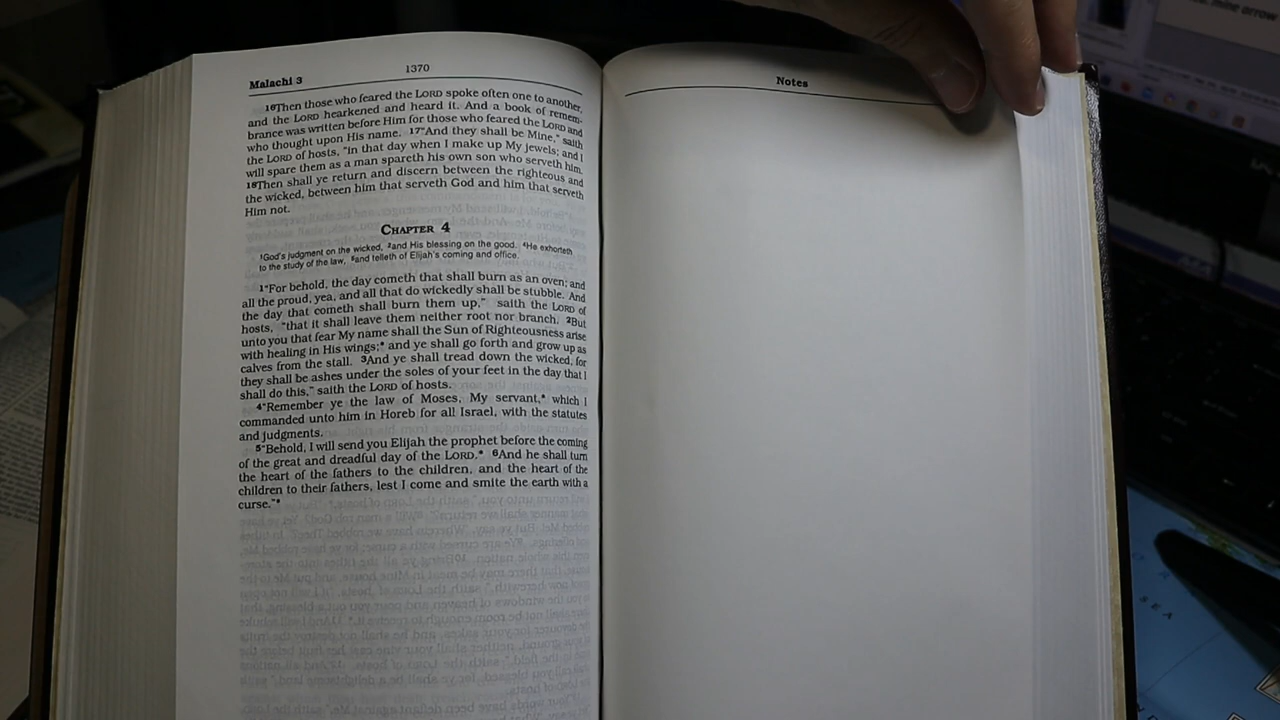 Malachi 3
1370
16Then those who feared the LORD spoke often one to another,
and the LORD hearkened and heard it. And a book of remem-
brance was written before Him for those who feared the LORD and
who thought upon His name. 17"And they shall be Mine," saith
the LORD of hosts, "in that day when I make up My jewels; and I
will spare them as a man spareth his own son who serveth him.
18Then shall ye return and discern between the righteous and
the wicked, between him that serveth God and him that serveth
Him not.
CHAPTER 4
1God's judgment on the wicked, 2and His blessing on the good. 4He exhorteth
to the study of the law, 5and telleth of Elijah's coming and office.
1"For behold, the day cometh that shall burn as an oven; and
all the proud, yea, and all that do wickedly shall be stubble. And
the day that cometh shall burn them up," saith the LORD of
hosts, "that it shall leave them neither root nor branch. 2But
unto you that fear My name shall the Sun of Righteousness arise
with healing in His wings;* and ye shall go forth and grow up as
calves from the stall. 3And ye shall tread down the wicked, for
they shall be ashes under the soles of your feet in the day that I
shall do this," saith the LORD of hosts.
4"Remember ye the law of Moses, My servant,* which I
commanded unto him in Horeb for all Israel, with the statutes
and judgments.
5"Behold, I will send you Elijah the prophet before the coming
of the great and dreadful day of the LORD.* 6And he shall turn
the heart of the fathers to the children, and the heart of the
children to their fathers, lest I come and smite the earth with a
curse."*
Notes
mine arrow
SEA